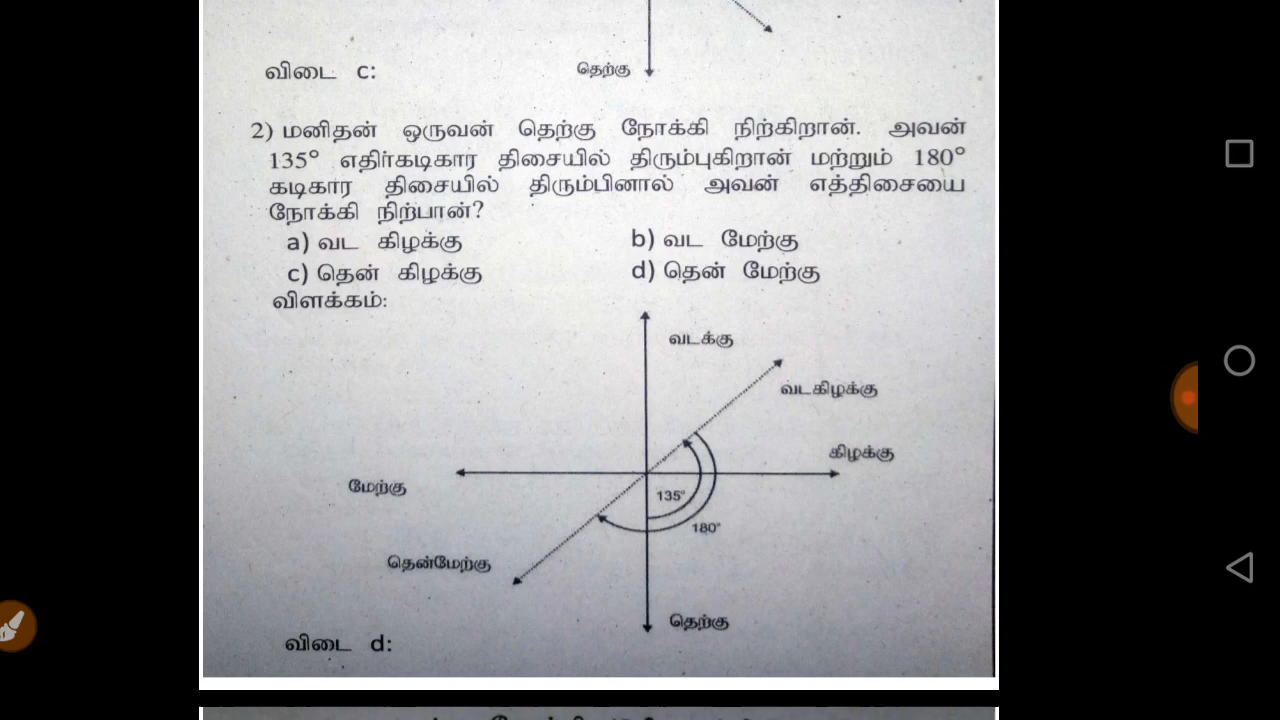 விடை c:
தெற்கு
2) மனிதன் ஒருவன் தெற்கு நோக்கி நிற்கிறான். அவன்
135° எதிர்கடிகார திசையில் திரும்புகிறான் மற்றும் 180°
கடிகார திசையில் திரும்பினால் அவன் எத்திசையை
நோக்கி நிற்பான்?
a) வட கிழக்கு b) வட மேற்கு
c) தென் கிழக்கு d) தென் மேற்கு
விளக்கம்:
வடக்கு
வடகிழக்கு
கிழக்கு
மேற்கு
135°
180°
தென்மேற்கு
தெற்கு
விடை d: